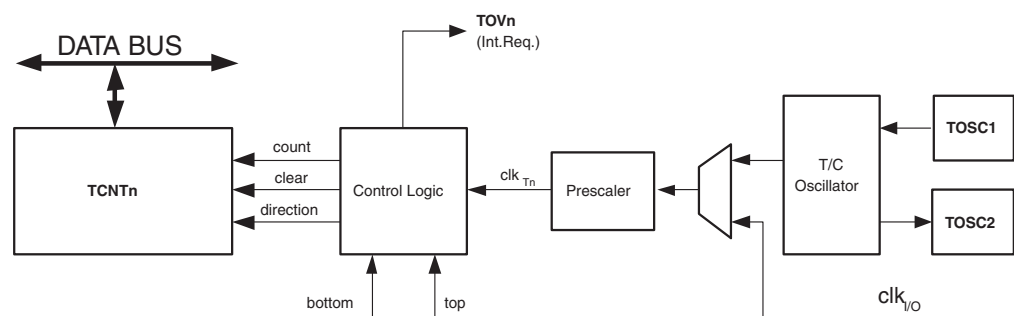 TOVn
(Int.Req.)
DATA BUS
TCNTn
count
clear
direction
Control Logic
clk Tn
Prescaler
T/C
Oscillator
TOSC1
TOSC2
bottom
top
clk I/O